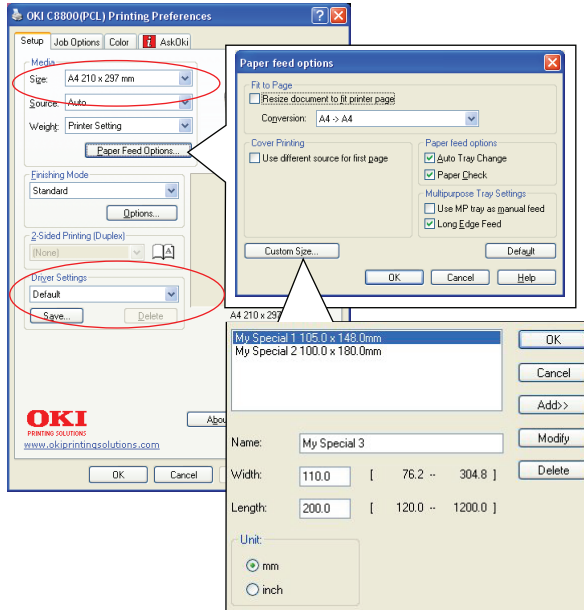 OKI C8800(PCL) Printing Preferences
Setup Job Options Color AskOki
Media
Size: A4 210 x 297 mm
Source: Auto
Weight: Printer Setting
Paper Feed Options...
Finishing Mode
Standard
Options...
2-Sided Printing (Duplex)
(None)
Driver Settings
Default
Save... Delete
A4 210 x 297
OKI
PRINTING SOLUTIONS
www.okiprintingsolutions.com
OK Cancel
Paper feed options
Fit to Page
Resize document to fit printer page
Conversion: A4 -> A4
Cover Printing
Use different source for first page
Paper feed options
Auto Tray Change
Paper Check
Multipurpose Tray Settings
Use MP tray as manual feed
Long Edge Feed
Custom Size... Default
OK Cancel Help
My Special 1 105.0 x 148.0mm
My Special 2 100.0 x 180.0mm
OK
Cancel
Add>>
Modify
Delete
Name: My Special 3
Width: 110.0 [ 76.2 -- 304.8 ]
Length: 200.0 [ 120.0 -- 1200.0 ]
Unit:
mm
inch